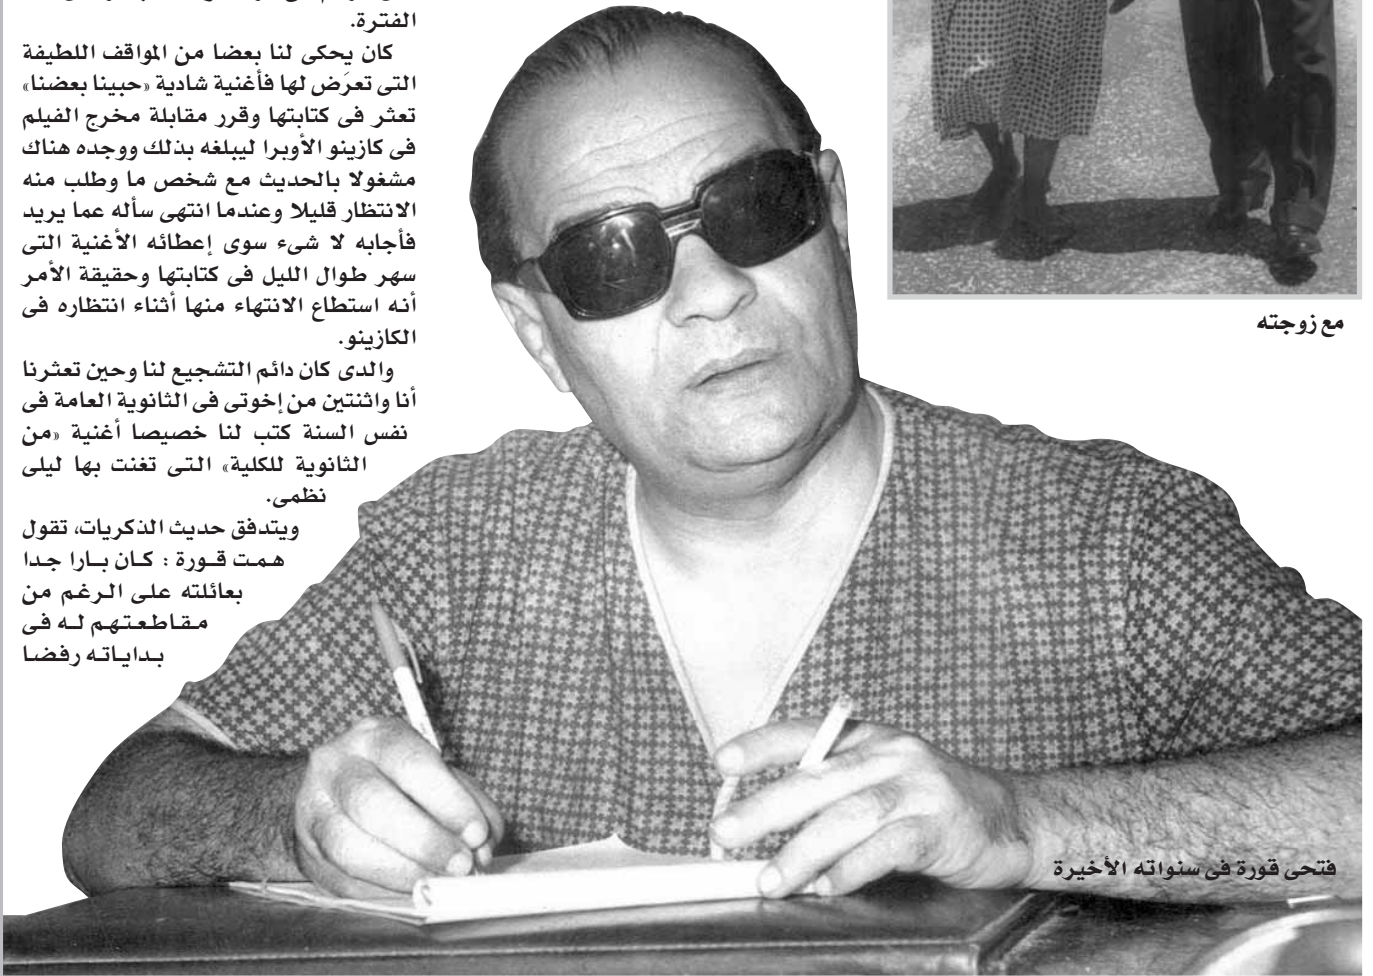 الفترة.
كان يحكى لنا بعضا من المواقف اللطيفة
التى تعرَض لها فأغنية شادية «حبينا بعضنا»
تعثر فى كتابتها وقرر مقابلة مخرج الفيلم
فى كازينو الأوبرا ليبلغه بذلك ووجده هناك
مشغولا بالحديث مع شخص ما وطلب منه
الانتظار قليلا وعندما انتهى سأله عما يريد
فأجابه لا شىء سوى إعطائه الأغنية التى
سهر طوال الليل فى كتابتها وحقيقة الأمر
أنه استطاع الانتهاء منها أثناء انتظاره فى
الكازينو.
والدى كان دائم التشجيع لنا وحين تعثرنا
أنا واثنتين من إخوتى فى الثانوية العامة فى
نفس السنة كتب لنا خصيصا أغنية «من
الثانوية للكلية» التى تغنت بها ليلى
نظمى.
ويتدفق حديث الذكريات، تقول
همت قورة : كان بارا جدا
بعائلته على الرغم من
مقاطعتهم له فى
بداياته رفضا
مع زوجته
فتحى قورة فى سنواته الأخيرة